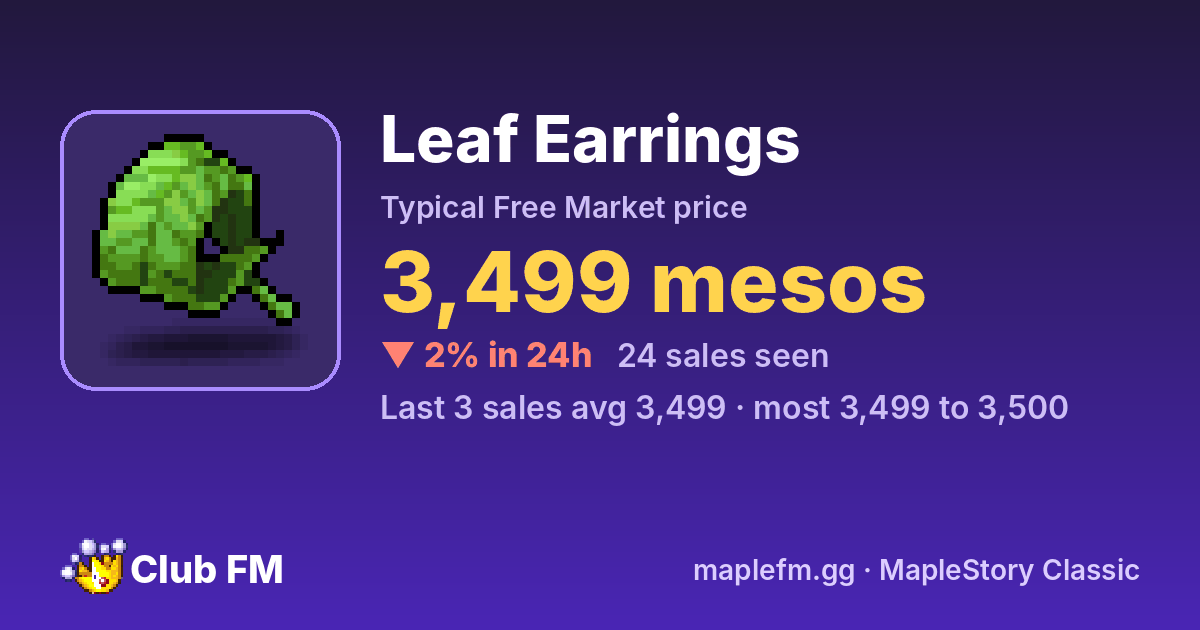 Leaf Earrings
Typical Free Market price
3,499 mesos
▼ 2% in 24h 24 sales seen
Last 3 sales avg 3,499 · most 3,499 to 3,500
Club FM
maplefm.gg · MapleStory Classic